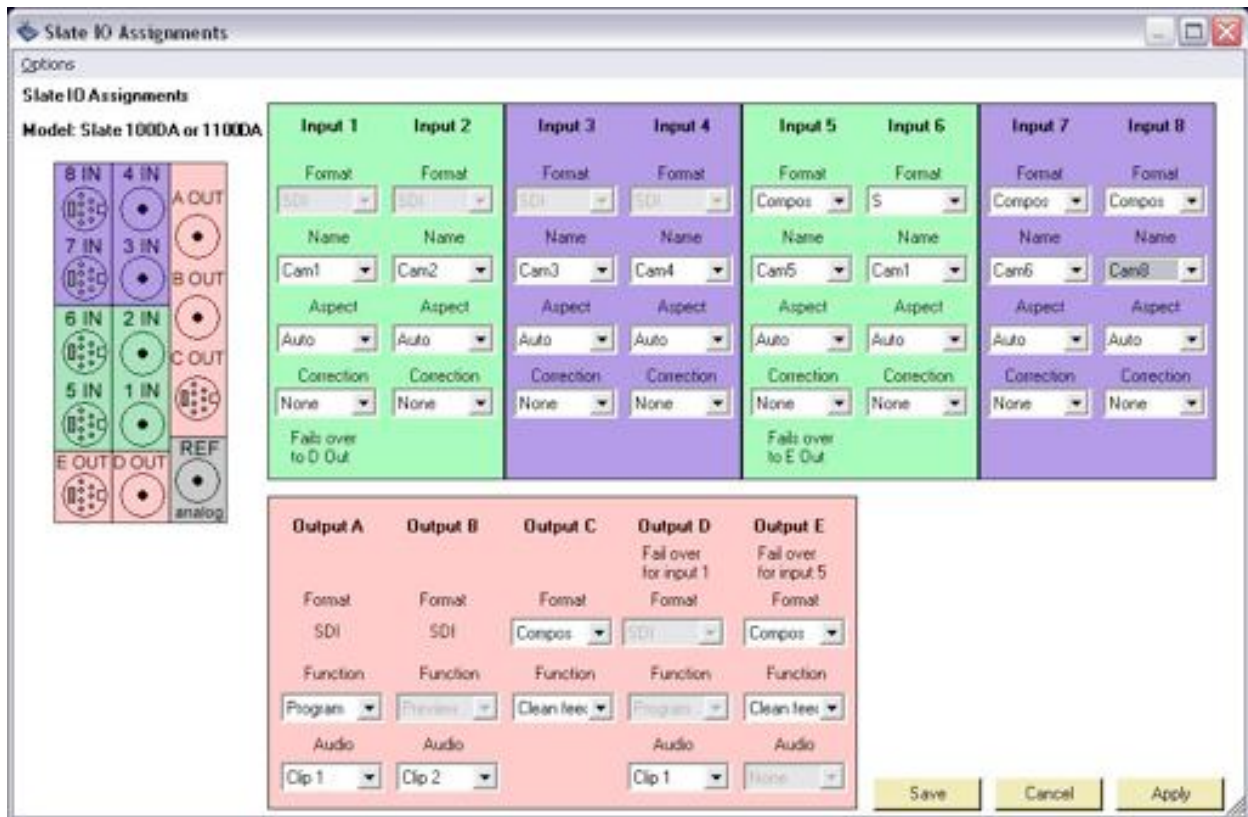 Slate IO Assignments
Options
Slate IO Assignments
Model: Slate 100DA or 1100DA
8 IN 4 IN
A OUT
7 IN 3 IN
B OUT
6 IN 2 IN
C OUT
5 IN 1 IN
REF
E OUT D OUT
analog
Input 1 Input 2 Input 3 Input 4 Input 5 Input 6 Input 7 Input 8
Format Format Format Format Format Format Format Format
SDI SDI SDI SDI Compos S Compos Compos
Name Name Name Name Name Name Name Name
Cam1 Cam2 Cam3 Cam4 Cam5 Cam1 Cam6 Cam8
Aspect Aspect Aspect Aspect Aspect Aspect Aspect Aspect
Auto Auto Auto Auto Auto Auto Auto Auto
Correction Correction Correction Correction Correction Correction Correction Correction
None None None None None None None None
Fails over Fails over
to D Out to E Out
Output A Output B Output C Output D Output E
Fail over Fail over
for input 1 for input 5
Format Format Format Format Format
SDI SDI Compos SDI Compos
Function Function Function Function Function
Program Preview Clean feed Program Clean feed
Audio Audio Audio Audio
Clip 1 Clip 2 Clip 1 None
Save Cancel Apply